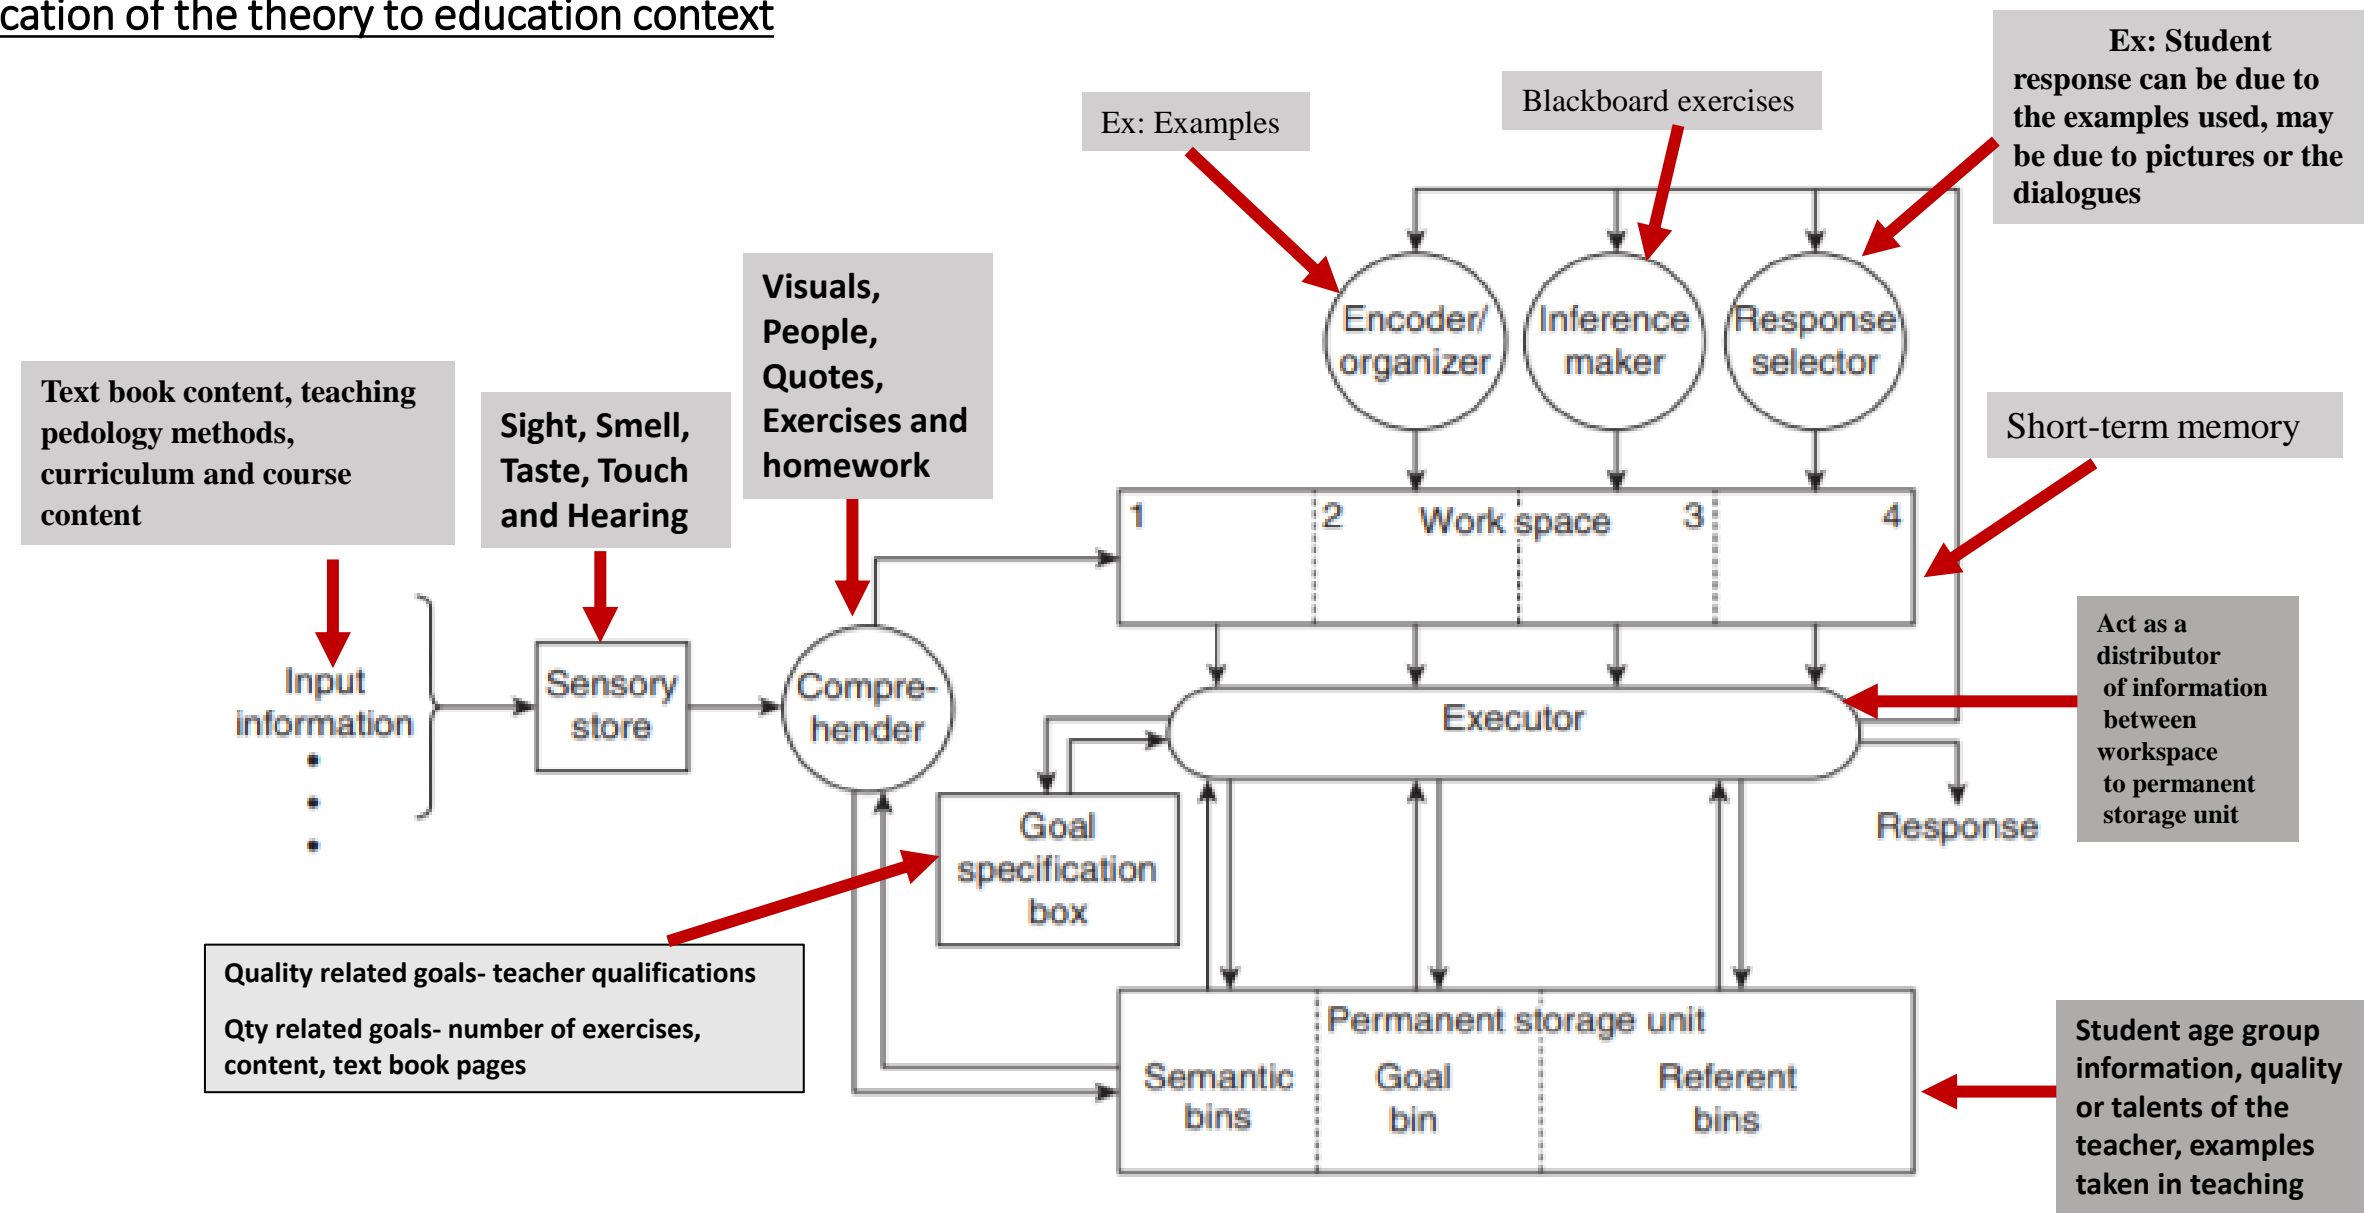 cation of the theory to education context
Ex: Student
response can be due to
the examples used, may
be due to pictures or the
dialogues
Blackboard exercises
Ex: Examples
Visuals,
People,
Quotes,
Exercises and
homework
Text book content, teaching
pedology methods,
curriculum and course
content
Sight, Smell,
Taste, Touch
and Hearing
Encoder/
organizer
Inference
maker
Response
selector
Short-term memory
1
2
Work space
3
4
Act as a
distributor
of information
between
workspace
to permanent
storage unit
Input
information
Sensory
store
Compre-
hender
Executor
Goal
specification
box
Response
Quality related goals- teacher qualifications
Qty related goals- number of exercises,
content, text book pages
Permanent storage unit
Semantic
bins
Goal
bin
Referent
bins
Student age group
information, quality
or talents of the
teacher, examples
taken in teaching